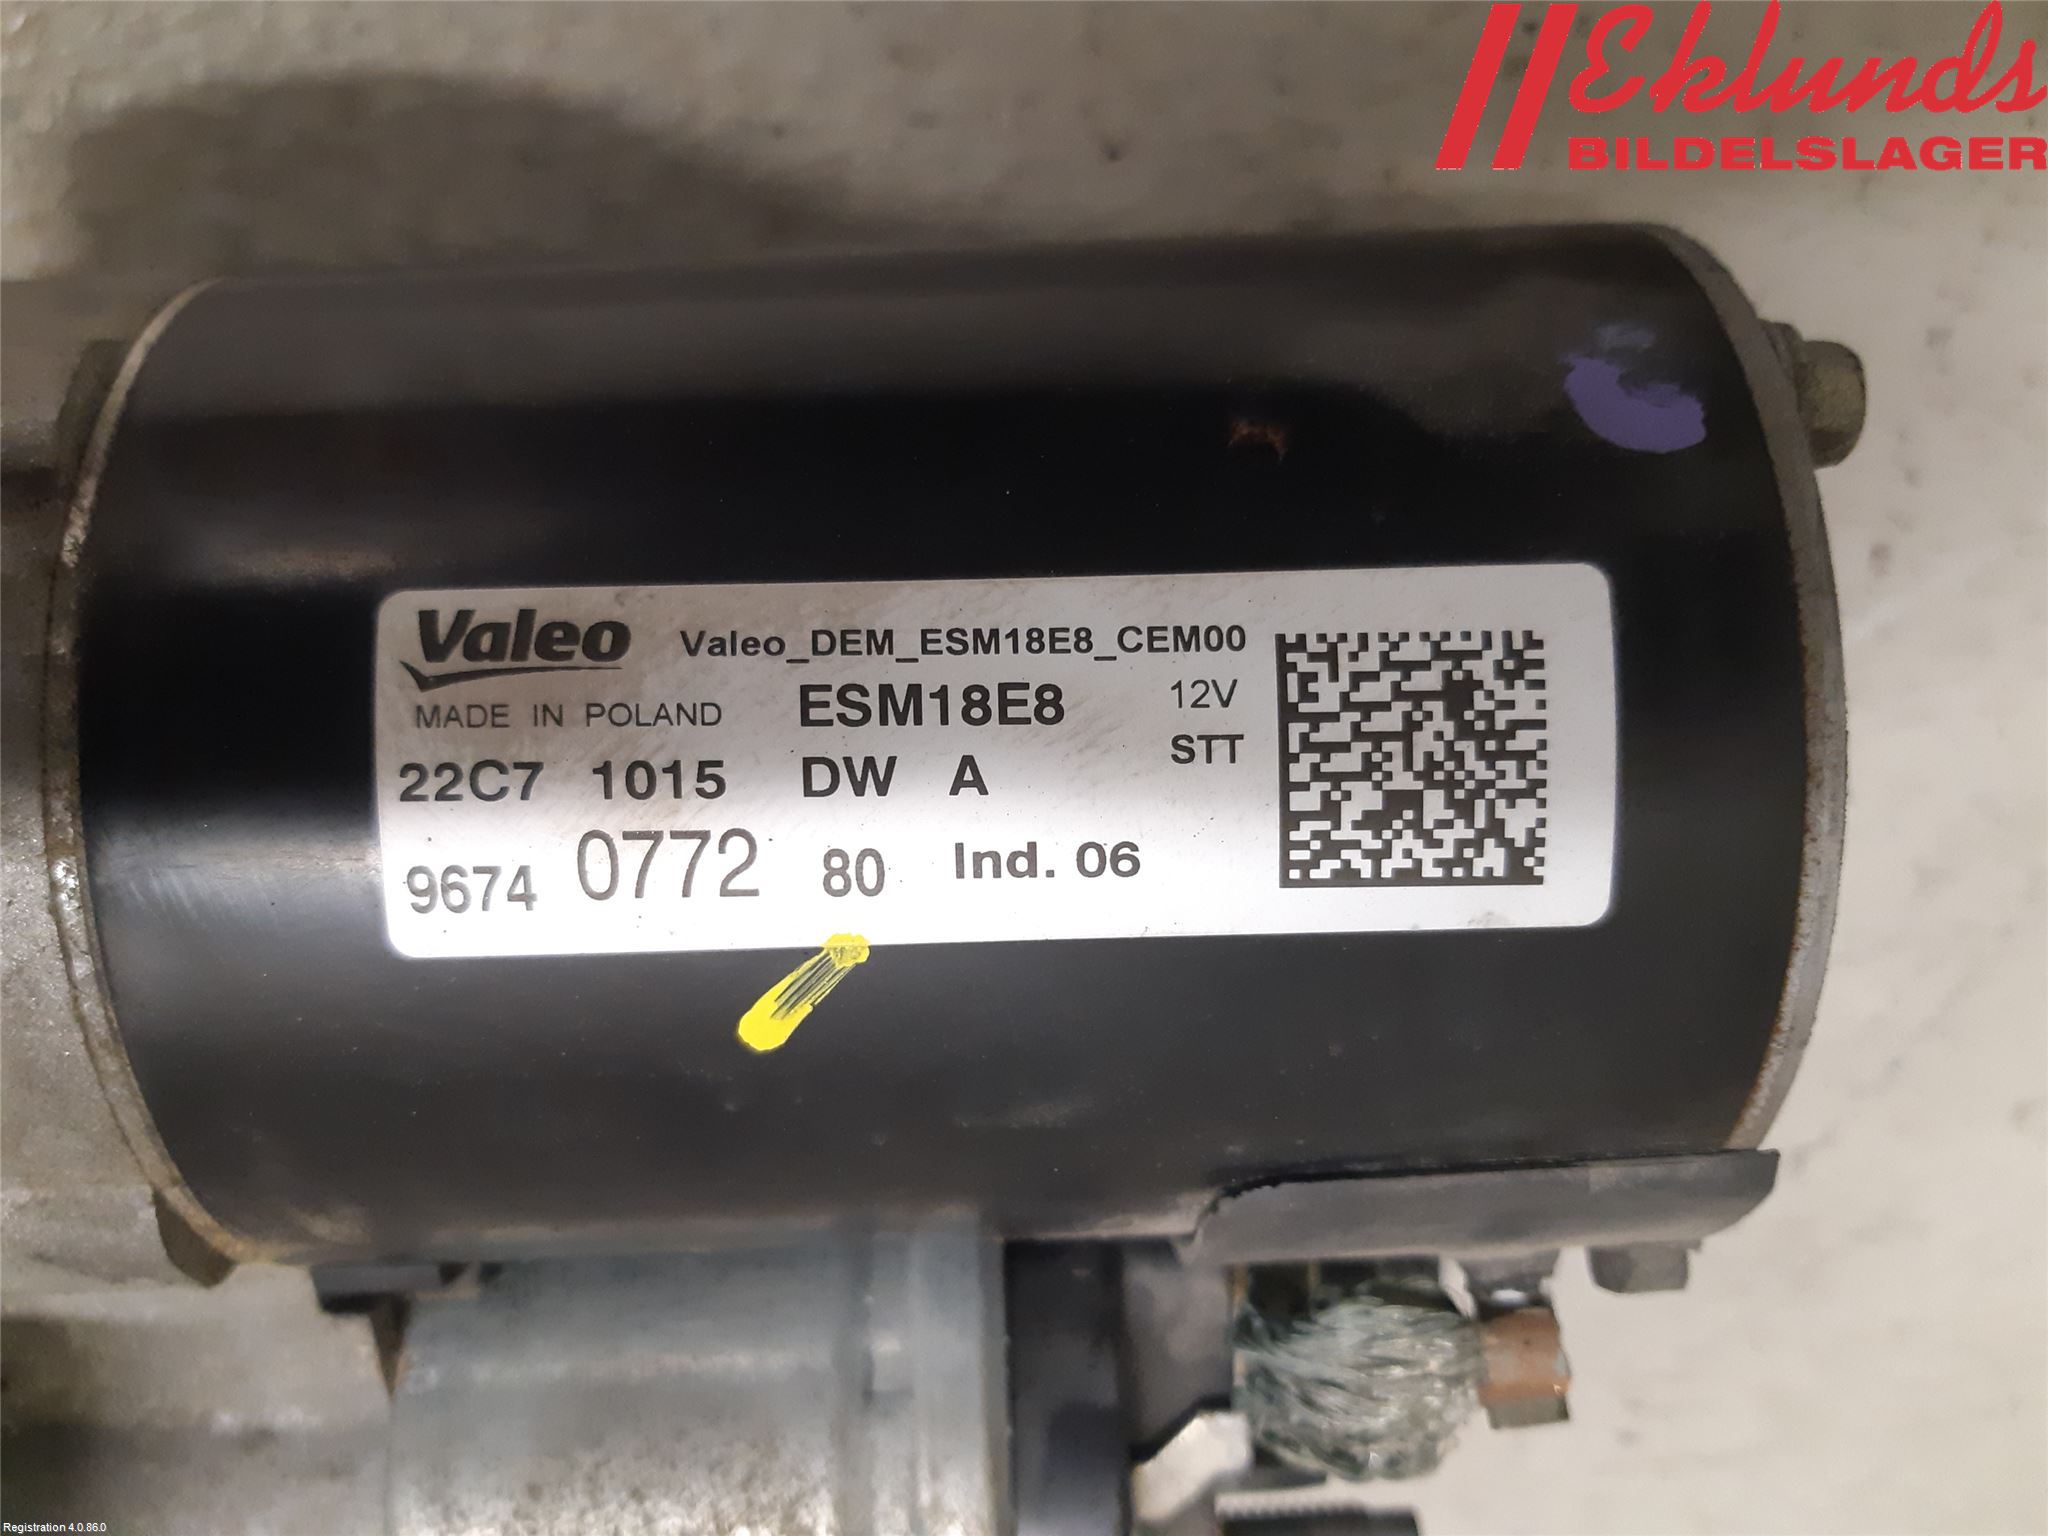 Eklunds
BILDELSLAGER
Valeo Valeo_DEM_ESM18E8_CEM00
MADE IN POLAND ESM18E8 12V
22C7 1015 DW A STT
9674 0772 80 Ind. 06
Registration 4.0.86.0